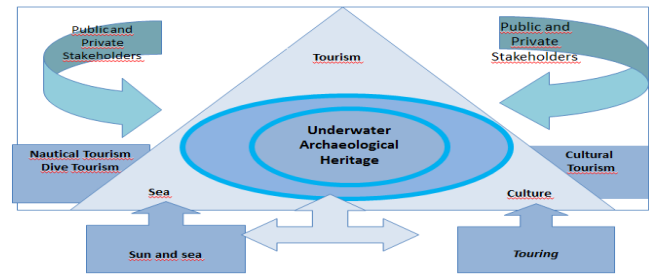 Public and
Private
Stakeholders
Public and
Private
Stakeholders
Tourism
Underwater
Archaeological
Heritage
Nautical Tourism
Dive Tourism
Cultural
Tourism
Sea
Culture
Sun and sea
Touring